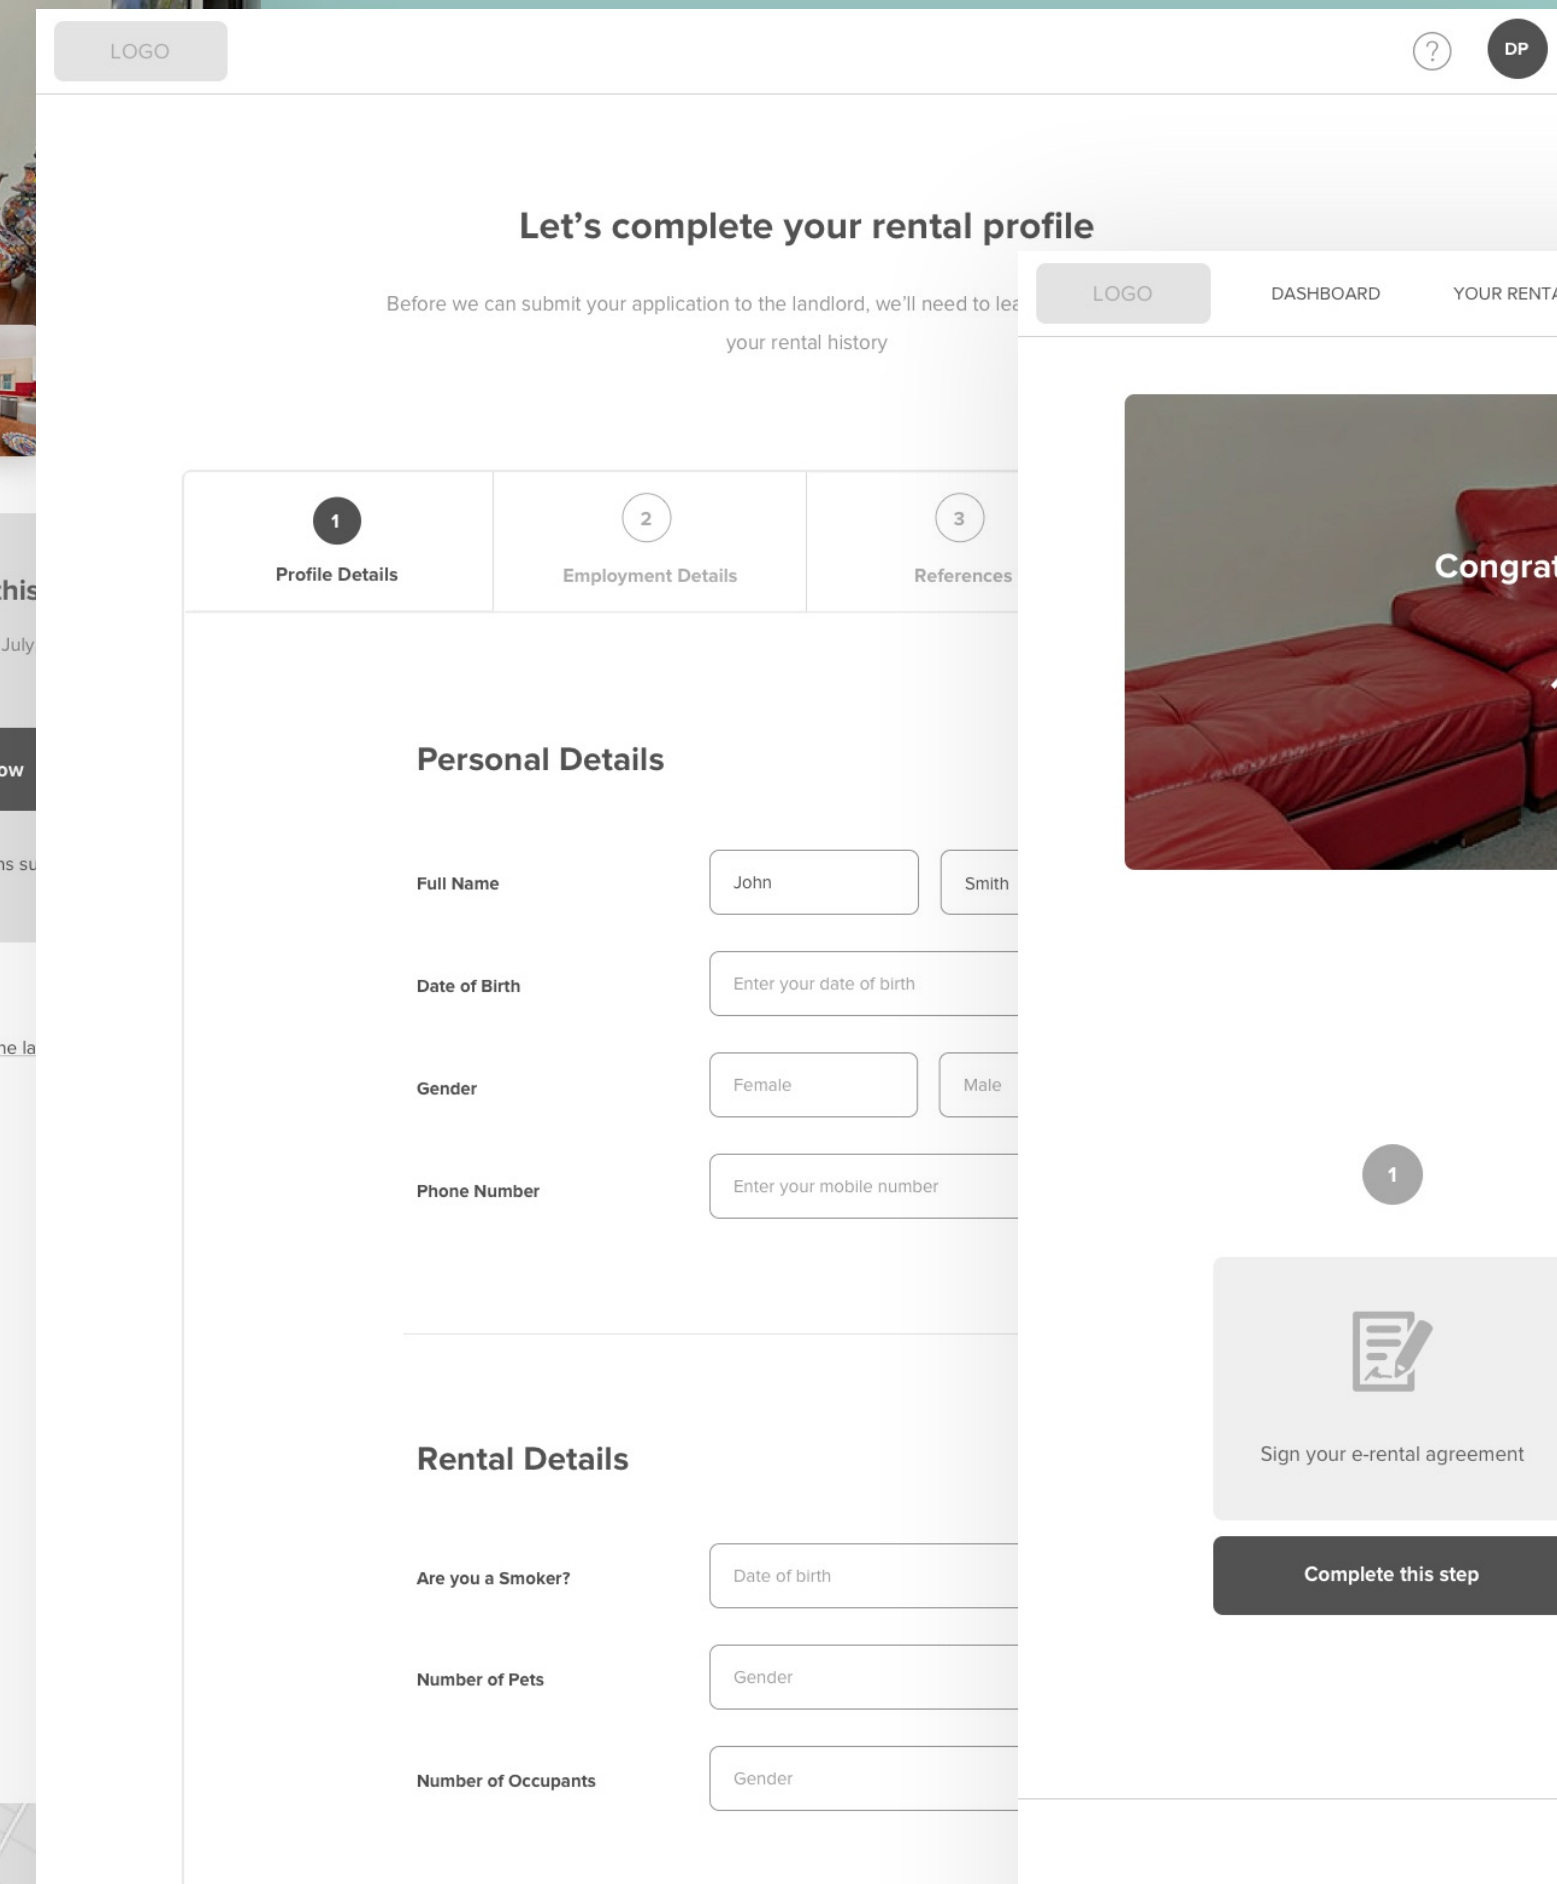 LOGO
?
DP
Let’s complete your rental profile
Before we can submit your application to the landlord, we’ll need to
your rental history
1
2
3
Profile Details
Employment Details
References
Personal Details
Full Name
John
Smith
Date of Birth
Enter your date of birth
Gender
Female
Male
Phone Number
Enter your mobile number
Rental Details
Are you a Smoker?
Date of birth
Number of Pets
Gender
Number of Occupants
Gender
this
July
LOGO
DASHBOARD
YOUR
1
Sign your e-rental agreement
Complete this step